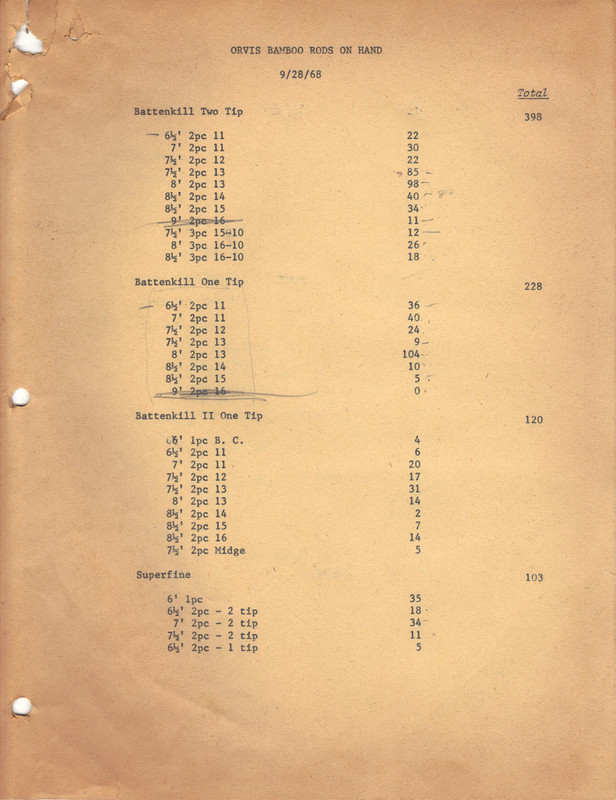 ORVIS BAMBOO RODS ON HAND
9/28/68
Total
Battenkill Two Tip 398
6½' 2pc 11 22
7' 2pc 11 30
7½' 2pc 12 22
7½' 2pc 13 85
8' 2pc 13 98
8½' 2pc 14 40
8½' 2pc 15 34
9' 2pc 16 11
7½' 3pc 15-10 12
8' 3pc 16-10 26
8½' 3pc 16-10 18
Battenkill One Tip 228
6½' 2pc 11 36
7' 2pc 11 40
7½' 2pc 12 24
7½' 2pc 13 9
8' 2pc 13 104
8½' 2pc 14 10
8½' 2pc 15 5
9' 2pc 16 0
Battenkill II One Tip 120
1pc B. C. 4
6½' 2pc 11 6
7' 2pc 11 20
7½' 2pc 12 17
7½' 2pc 13 31
8' 2pc 13 14
8½' 2pc 14 2
8½' 2pc 15 7
8½' 2pc 16 14
7½' 2pc Midge 5
Superfine 103
6' 1pc 35
6½' 2pc - 2 tip 18
7' 2pc - 2 tip 34
7½' 2pc - 2 tip 11
6½' 2pc - 1 tip 5